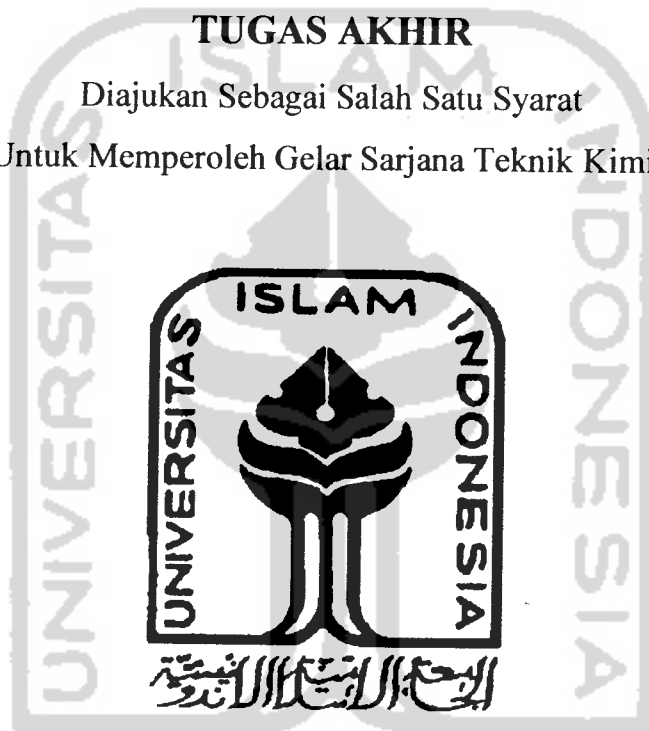 TUGAS AKHIR
Diajukan Sebagai Salah Satu Syarat
Untuk Memperoleh Gelar Sarjana Teknik Kimi
UNIVERSITAS
ISLAM
INDONESIA